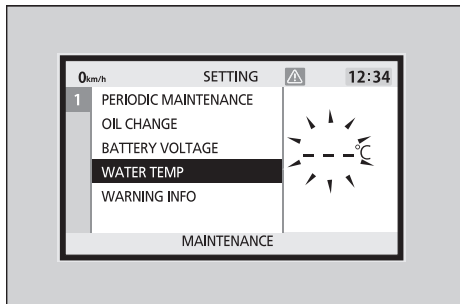 0km/h SETTING 12:34
1 PERIODIC MAINTENANCE
OIL CHANGE
BATTERY VOLTAGE
- - -°C
WATER TEMP
WARNING INFO
MAINTENANCE